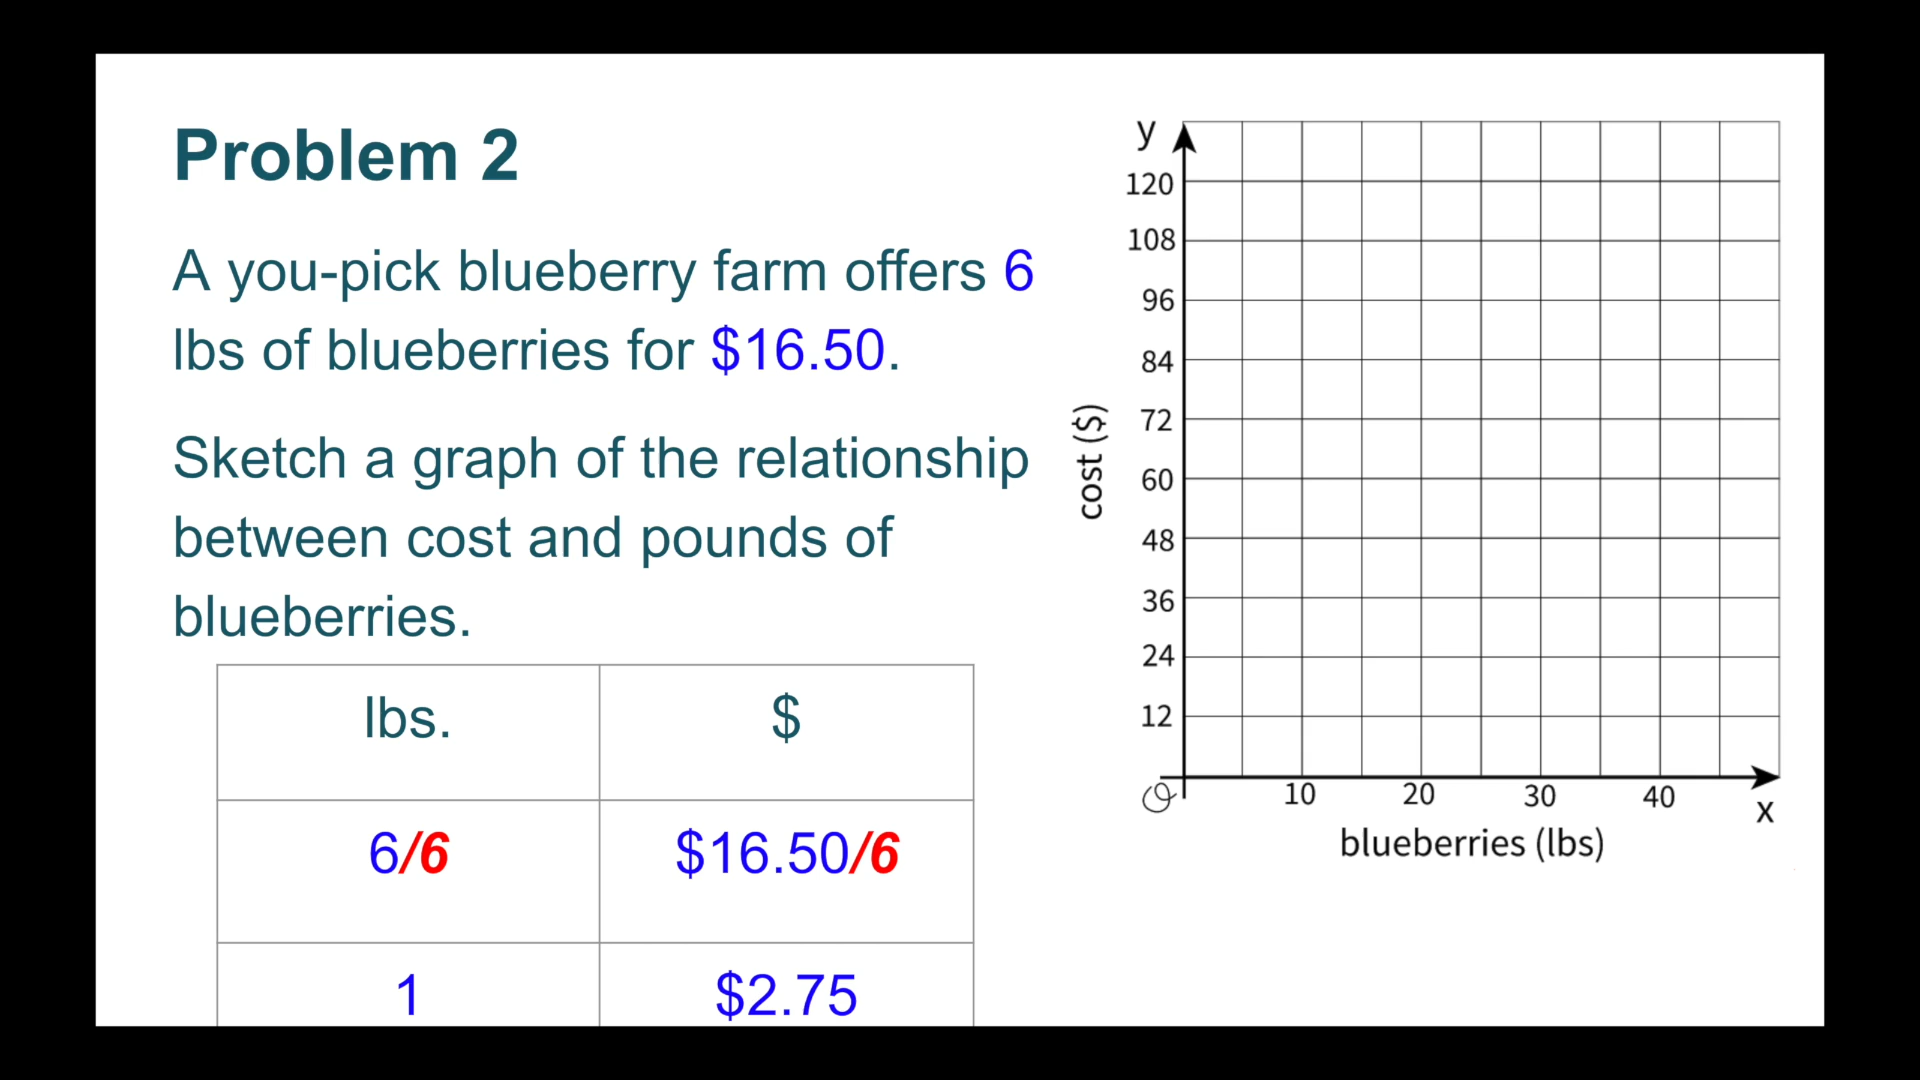 Problem 2
A you-pick blueberry farm offers 6
lbs of blueberries for $16.50.
Sketch a graph of the relationship
between cost and pounds of
blueberries.
lbs. $
6/6 $16.50/6
1 $2.75
y
120
108
96
84
72
60
48
36
24
12
cost ($)
O 10 20 30 40 x
blueberries (lbs)